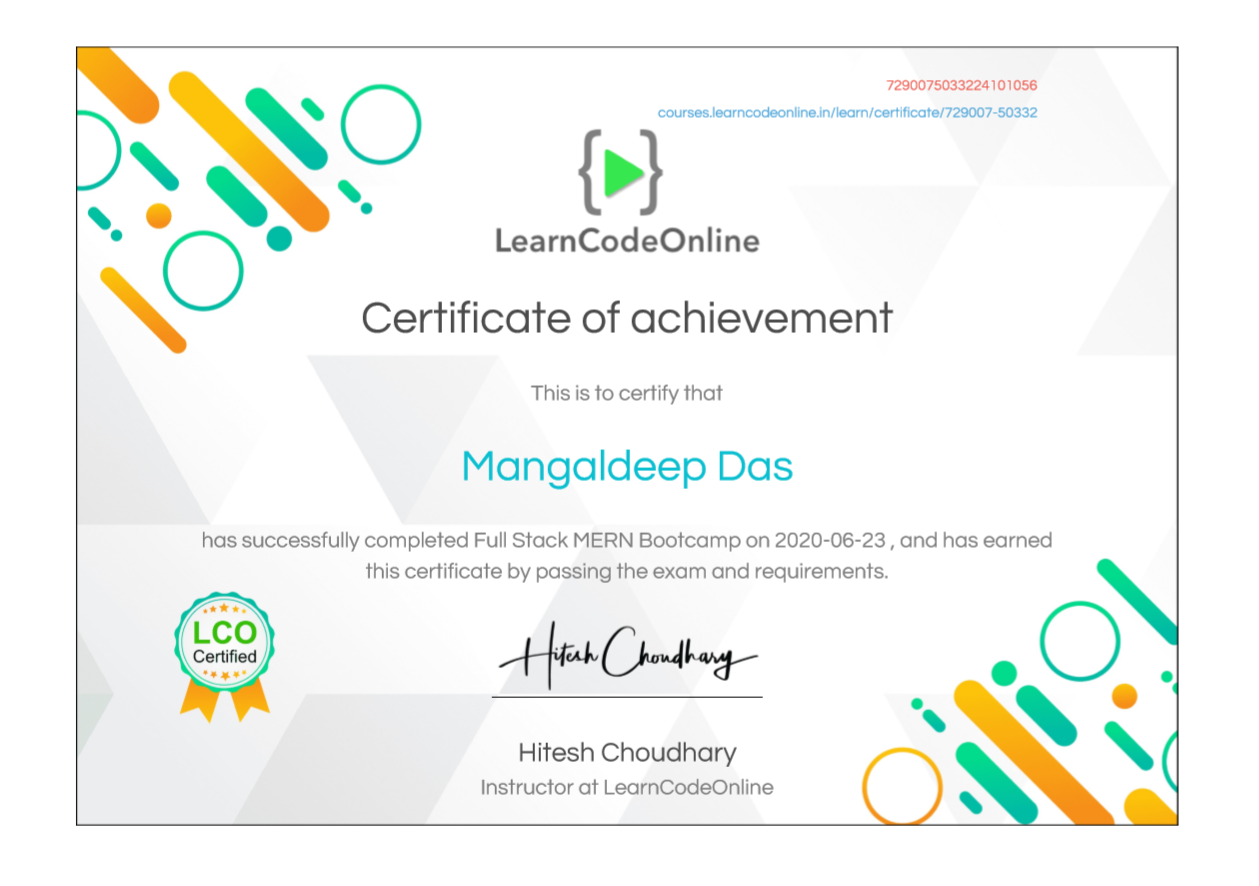 7290075033224101056
courses.learncodeonline.in/learn/certificate/729007-50332
LearnCodeOnline
Certificate of achievement
This is to certify that
Mangaldeep Das
has successfully completed Full Stack MERN Bootcamp on 2020-06-23 , and has earned
this certificate by passing the exam and requirements.
LCO
Certified
Hitesh Choudhary
Hitesh Choudhary
Instructor at LearnCodeOnline